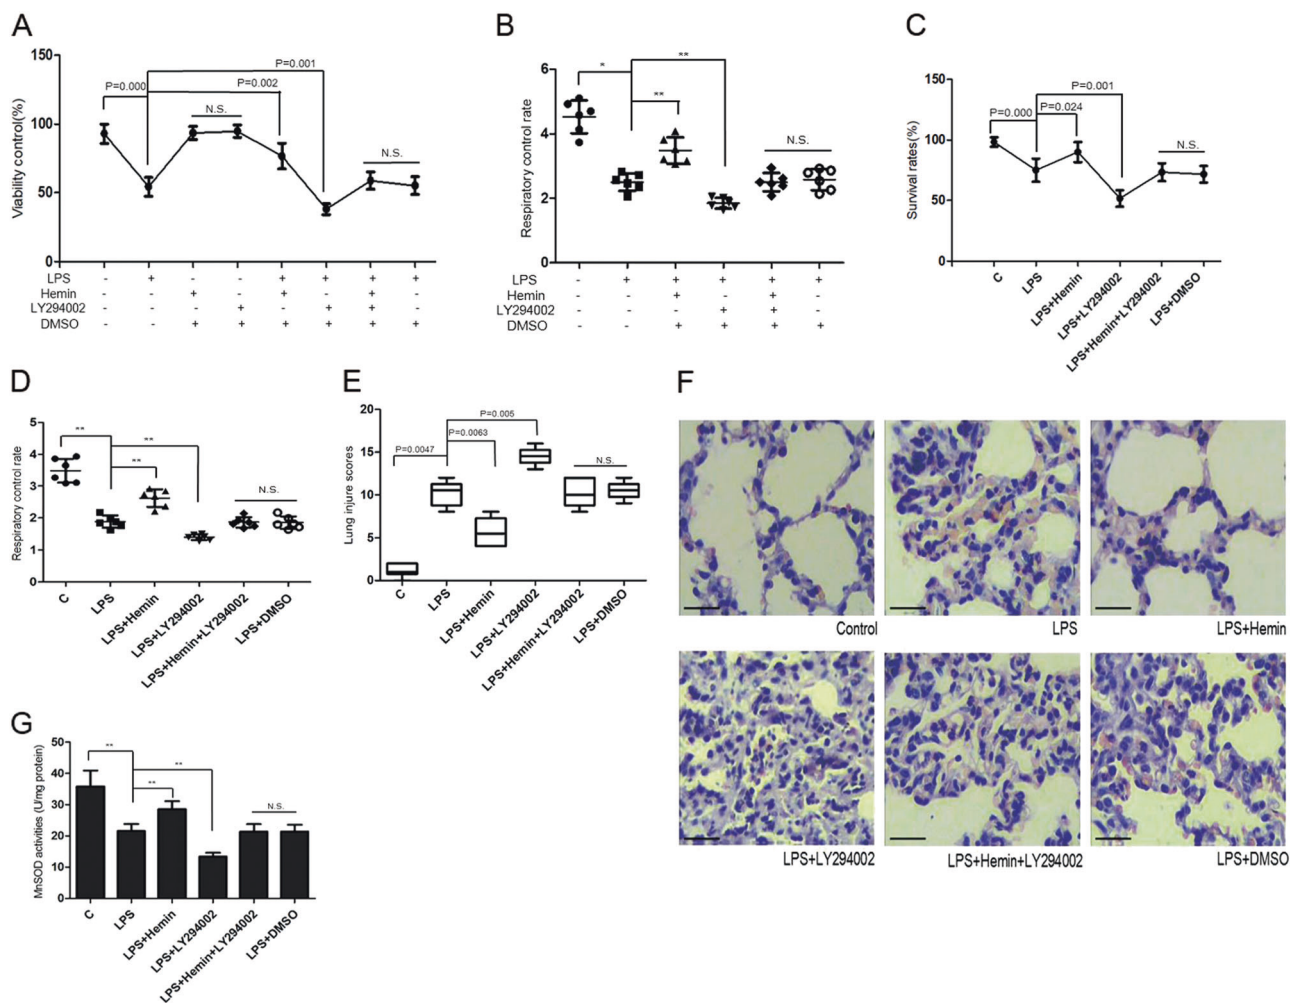 A
Viability control(%)
150
100
50
0
P=0.000
P=0.001
P=0.002
N.S.
N.S.
LPS - + - - + + + +
Hemin - - + - + - + -
LY294002 - - - + - + + -
DMSO - - + + + + + +
B
Respiratory control rate
6
4
2
0
*
**
**
N.S.
LPS - + + + + +
Hemin - - + - + -
LY294002 - - - + + -
DMSO - - + + + +
C
Survival rates(%)
150
100
50
0
P=0.001
P=0.000
P=0.024
N.S.
C
LPS
LPS+Hemin
LPS+LY294002
LPS+Hemin+LY294002
LPS+DMSO
D
Respiratory control rate
5
4
3
2
1
0
**
**
**
N.S.
C
LPS
LPS+Hemin
LPS+LY294002
LPS+Hemin+LY294002
LPS+DMSO
E
Lung injure scores
20
15
10
5
0
P=0.005
P=0.0063
P=0.0047
N.S.
C
LPS
LPS+Hemin
LPS+LY294002
LPS+Hemin+LY294002
LPS+DMSO
F
Control
LPS
LPS+Hemin
LPS+LY294002
LPS+Hemin+LY294002
LPS+DMSO
G
MnSOD activities (U/mg protein)
50
40
30
20
10
0
**
**
**
N.S.
C
LPS
LPS+Hemin
LPS+LY294002
LPS+Hemin+LY294002
LPS+DMSO